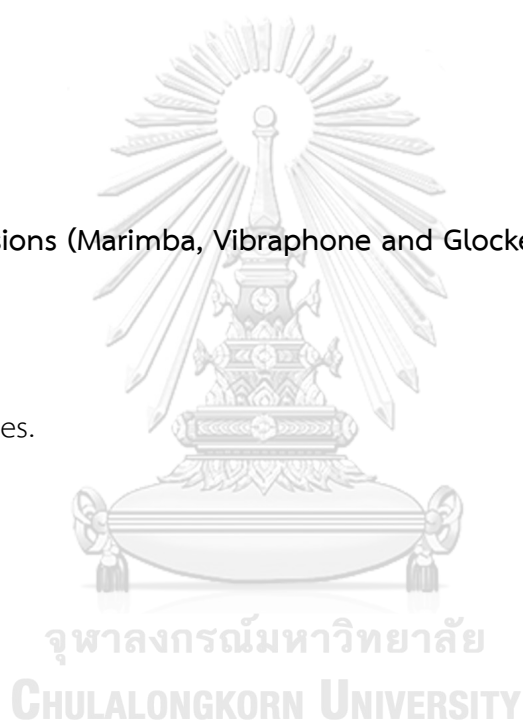 sions (Marimba, Vibraphone and Glocke
es.
จุฬาลงกรณ์มหาวิทยาลัย
CHULALONGKORN UNIVERSITY